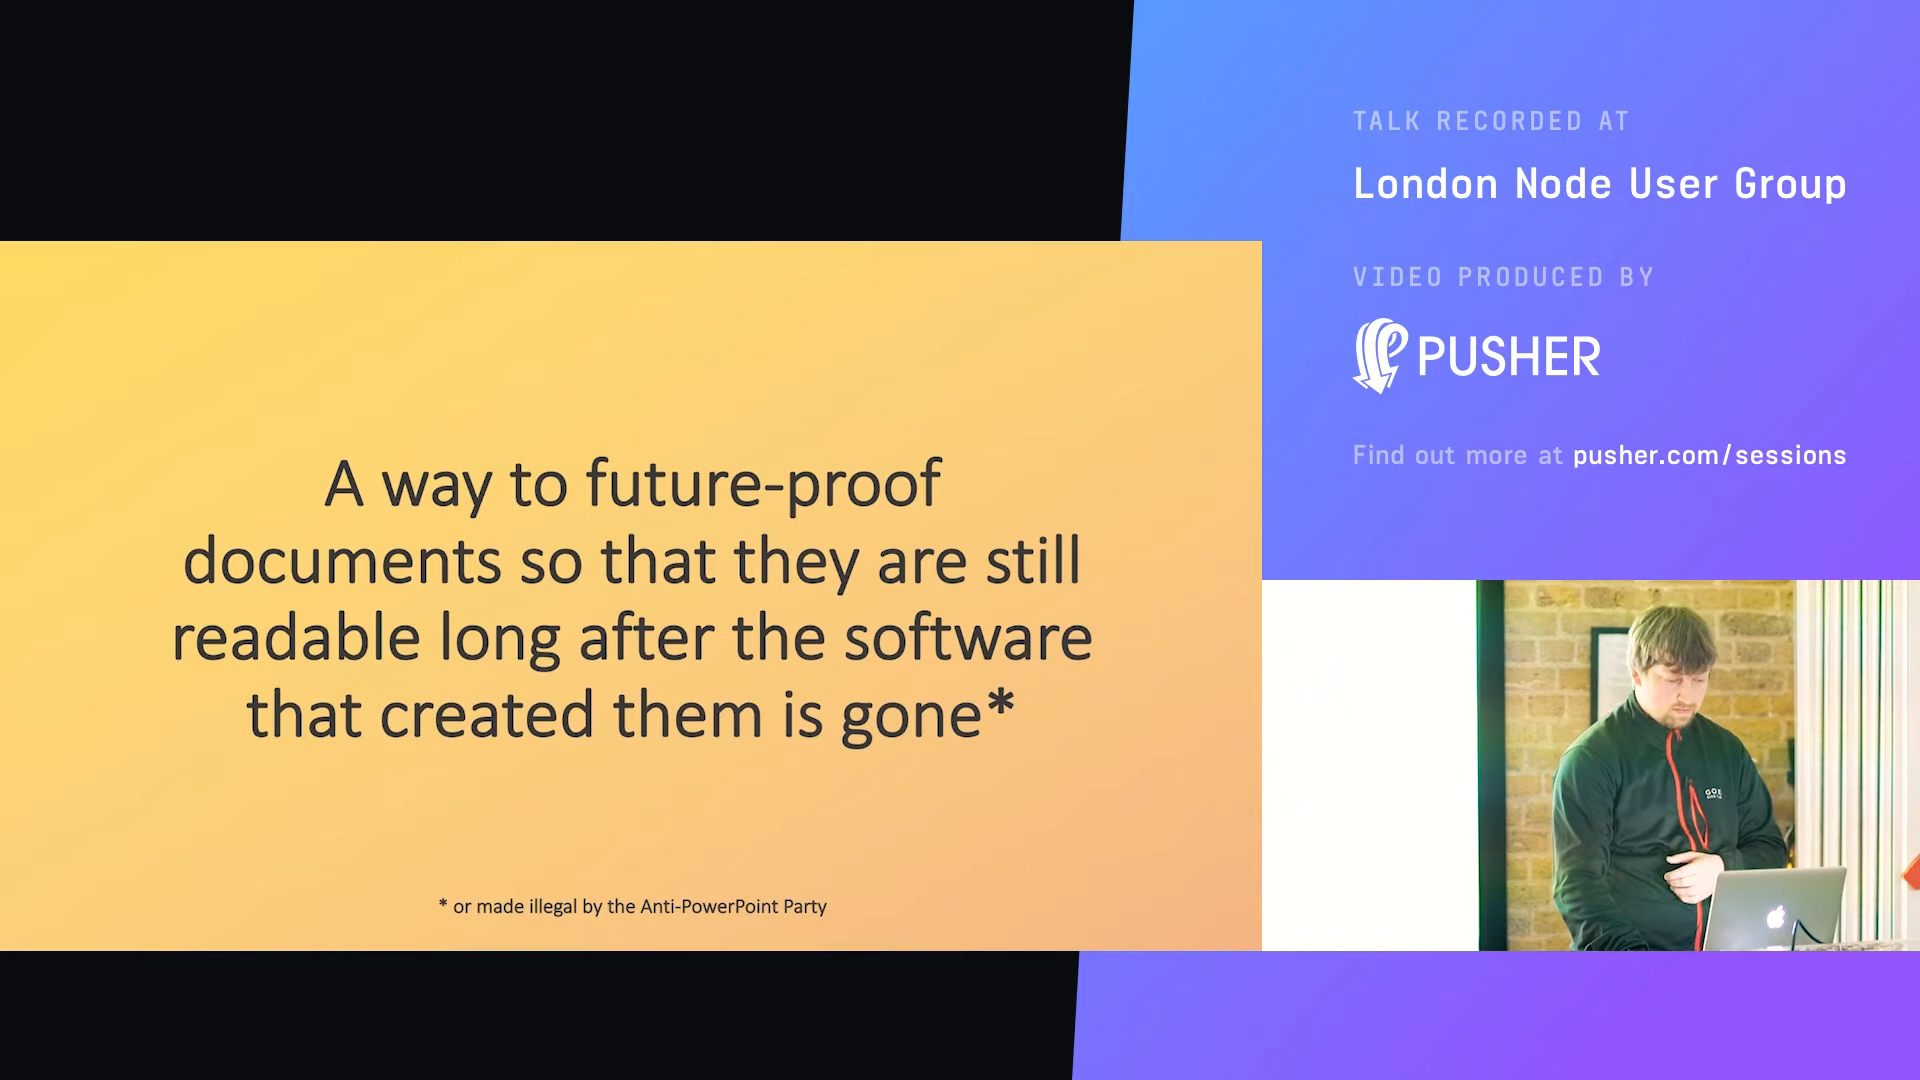 TALK RECORDED AT
London Node User Group
VIDEO PRODUCED BY
PUSHER
Find out more at pusher.com/sessions
A way to future-proof
documents so that they are still
readable long after the software
that created them is gone*
* or made illegal by the Anti-PowerPoint Party